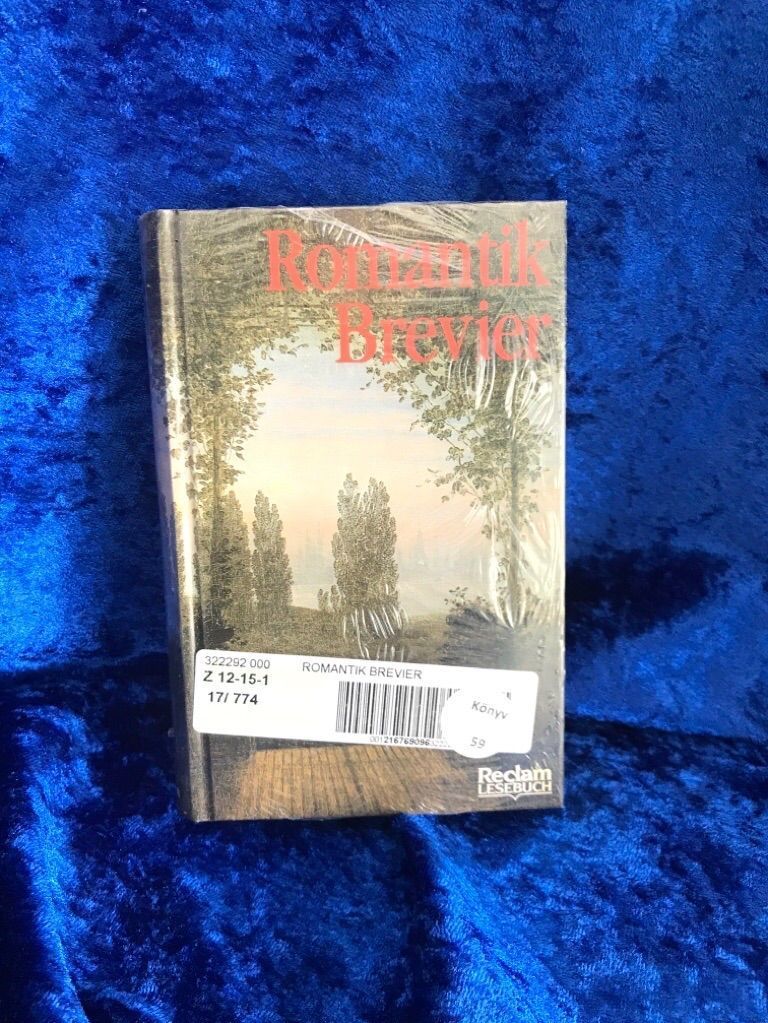 Romantik
Brevier
322292 000 ROMANTIK BREVIER
Z 12-15-1
17/ 774
Könyv
59
Reclam
LESEBUCH